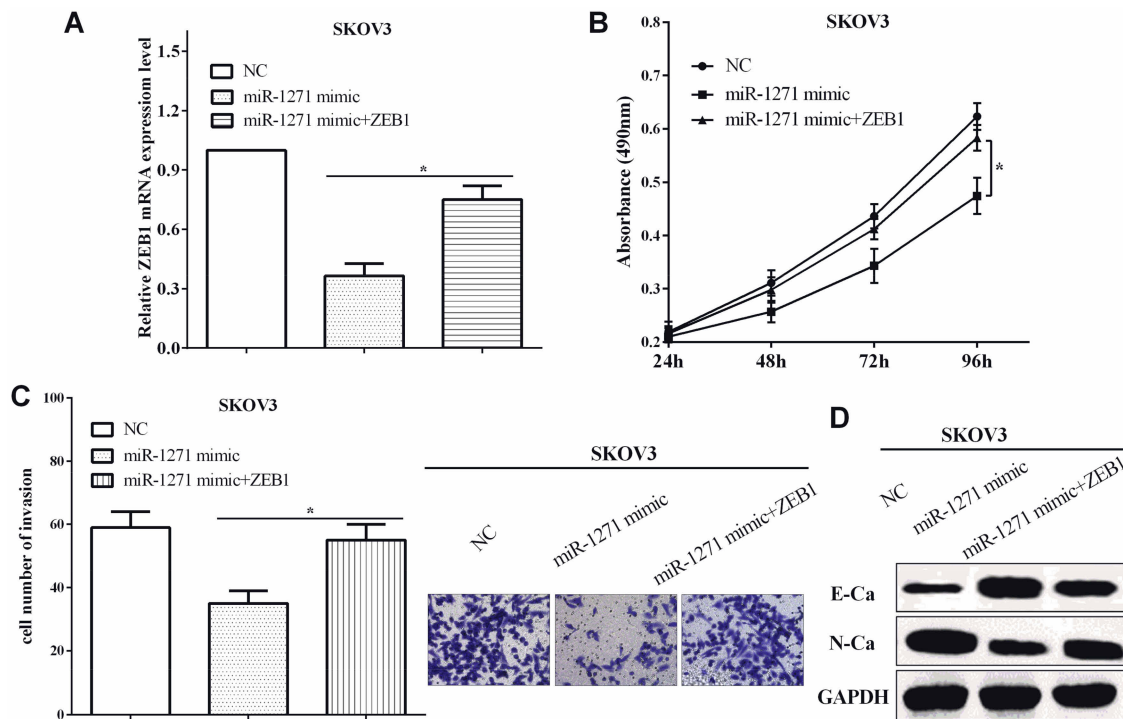 A
SKOV3
Relative ZEB1 mRNA expression level
1.5
1.2
0.9
0.6
0.3
0.0
NC
miR-1271 mimic
miR-1271 mimic+ZEB1
*
B
SKOV3
Absorbance (490nm)
0.8
0.7
0.6
0.5
0.4
0.3
0.2
NC
miR-1271 mimic
miR-1271 mimic+ZEB1
*
24h
48h
72h
96h
C
SKOV3
cell number of invasion
100
80
60
40
20
0
NC
miR-1271 mimic
miR-1271 mimic+ZEB1
*
SKOV3
NC
miR-1271 mimic
miR-1271 mimic+ZEB1
D
SKOV3
NC
miR-1271 mimic
miR-1271 mimic+ZEB1
E-Ca
N-Ca
GAPDH